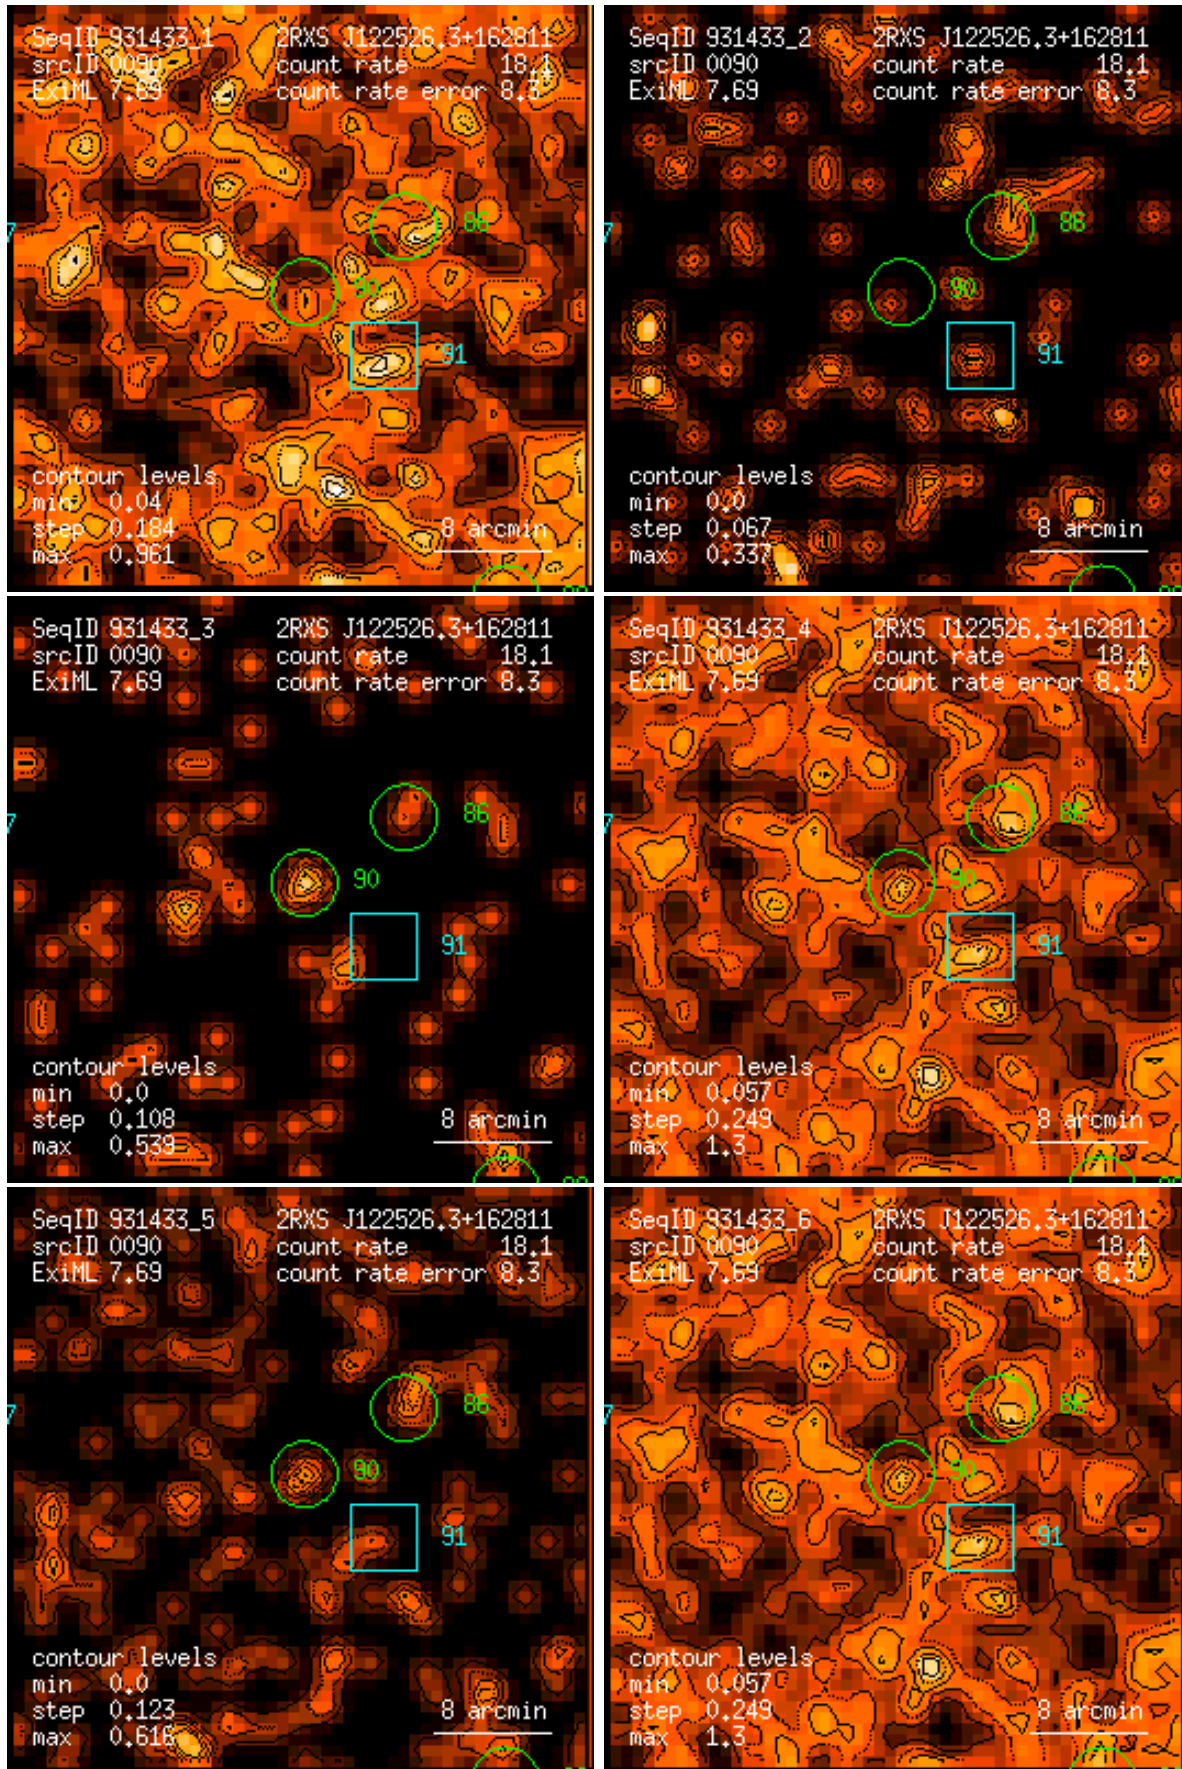 SeqID 931433_1 2RXS J122526.3+162811
srcID 0090 count rate 18.1
ExiML 7.69 count rate error 8.3
7
86
90
91
contour levels
min 0.04
step 0.184
max 0.961
8 arcmin
SeqID 931433_2 2RXS J122526.3+162811
srcID 0090 count rate 18.1
ExiML 7.69 count rate error 8.3
7
86
90
91
contour levels
min 0.0
step 0.067
max 0.337
8 arcmin
SeqID 931433_3 2RXS J122526.3+162811
srcID 0090 count rate 18.1
ExiML 7.69 count rate error 8.3
7
86
90
91
contour levels
min 0.0
step 0.108
max 0.539
8 arcmin
SeqID 931433_4 2RXS J122526.3+162811
srcID 0090 count rate 18.1
ExiML 7.69 count rate error 8.3
7
86
90
91
contour levels
min 0.057
step 0.249
max 1.3
8 arcmin
SeqID 931433_5 2RXS J122526.3+162811
srcID 0090 count rate 18.1
ExiML 7.69 count rate error 8.3
7
86
90
91
contour levels
min 0.0
step 0.123
max 0.616
8 arcmin
SeqID 931433_6 2RXS J122526.3+162811
srcID 0090 count rate 18.1
ExiML 7.69 count rate error 8.3
7
86
90
91
contour levels
min 0.057
step 0.249
max 1.3
8 arcmin